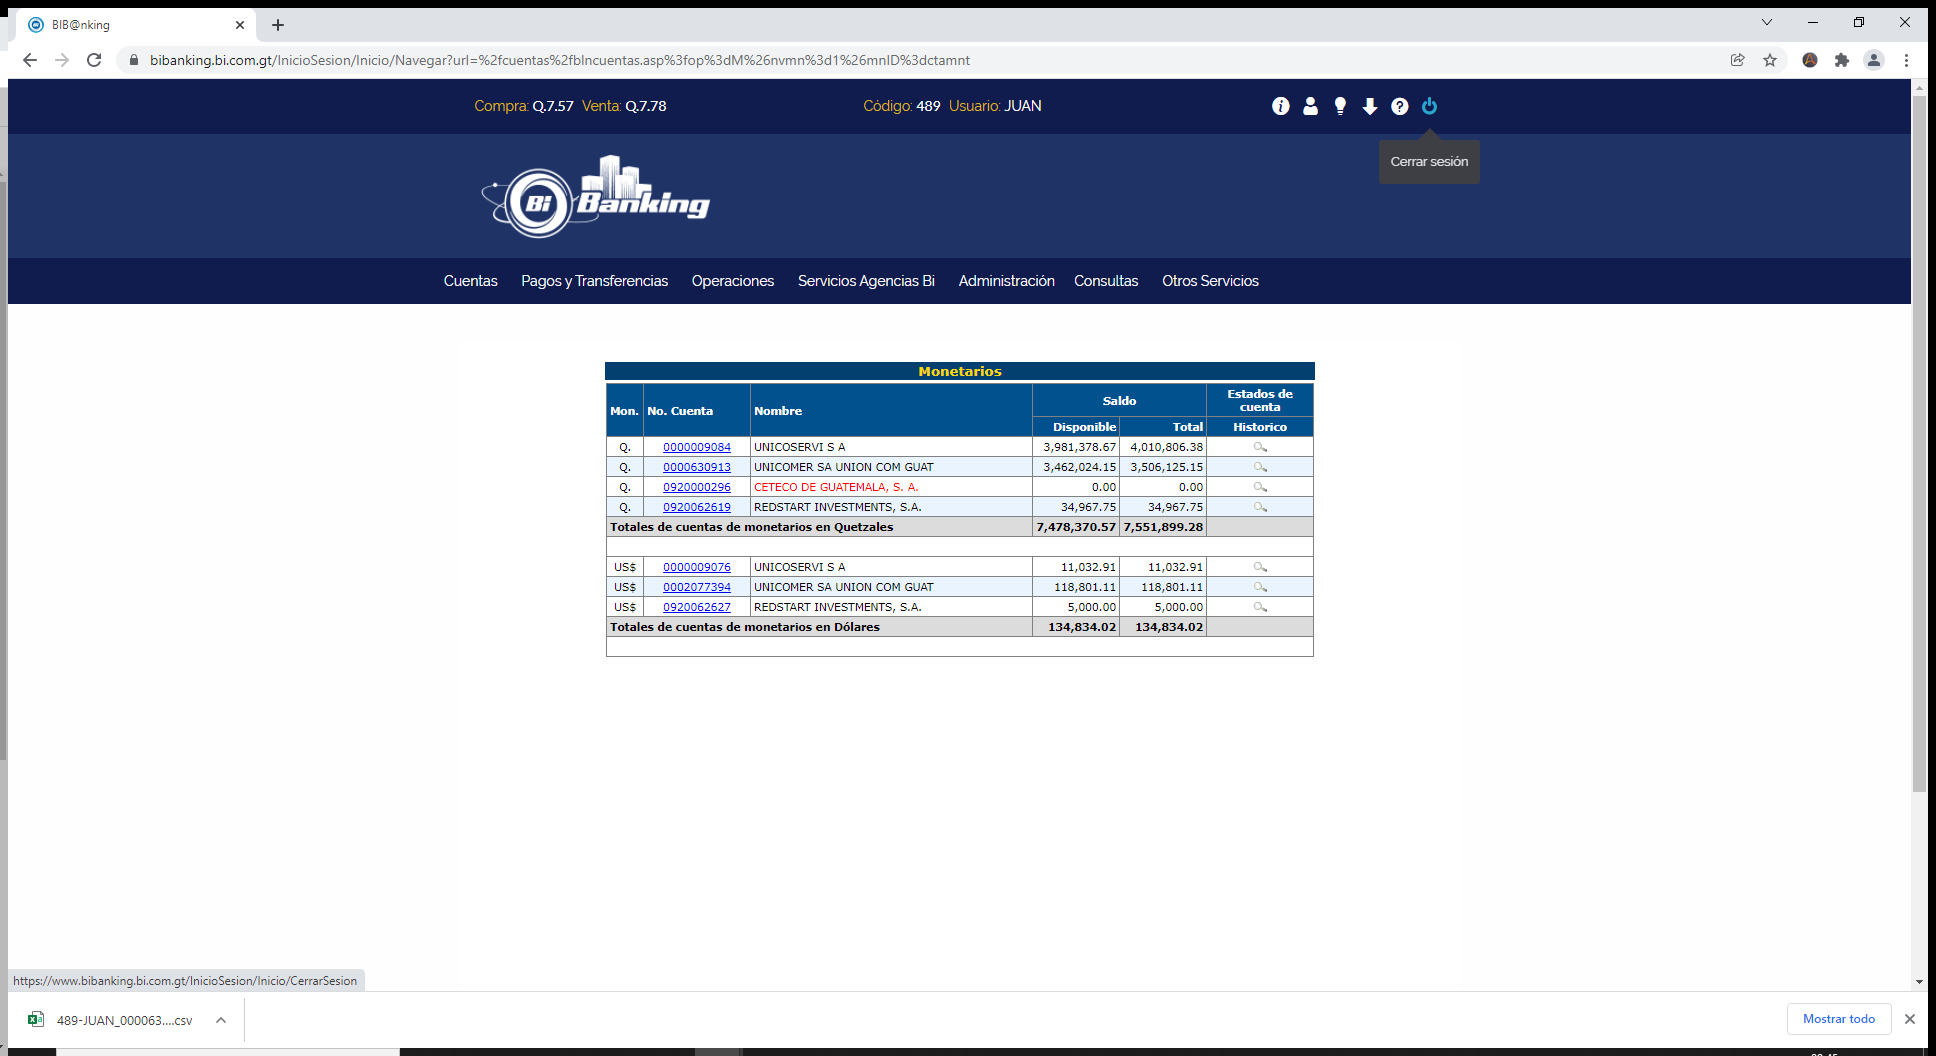 BIB@nking
bibanking.bi.com.gt/InicioSesion/Inicio/Navegar?url=%2fcuentas%2fblncuentas.asp%3fop%3dM%26nvmn%3d1%26mnID%3dctamnt
Compra: Q.7.57 Venta: Q.7.78 Código: 489 Usuario: JUAN
Cerrar sesión
Bi Banking
Cuentas Pagos y Transferencias Operaciones Servicios Agencias Bi Administración Consultas Otros Servicios
Monetarios
Mon. No. Cuenta Nombre Saldo Estados de cuenta
Disponible Total Historico
Q. 0000009084 UNICOSERVI S A 3,981,378.67 4,010,806.38
Q. 0000630913 UNICOMER SA UNION COM GUAT 3,462,024.15 3,506,125.15
Q. 0920000296 CETECO DE GUATEMALA, S. A. 0.00 0.00
Q. 0920062619 REDSTART INVESTMENTS, S.A. 34,967.75 34,967.75
Totales de cuentas de monetarios en Quetzales 7,478,370.57 7,551,899.28
US$ 0000009076 UNICOSERVI S A 11,032.91 11,032.91
US$ 0002077394 UNICOMER SA UNION COM GUAT 118,801.11 118,801.11
US$ 0920062627 REDSTART INVESTMENTS, S.A. 5,000.00 5,000.00
Totales de cuentas de monetarios en Dólares 134,834.02 134,834.02
https://www.bibanking.bi.com.gt/InicioSesion/Inicio/CerrarSesion
489-JUAN_000063....csv
Mostrar todo